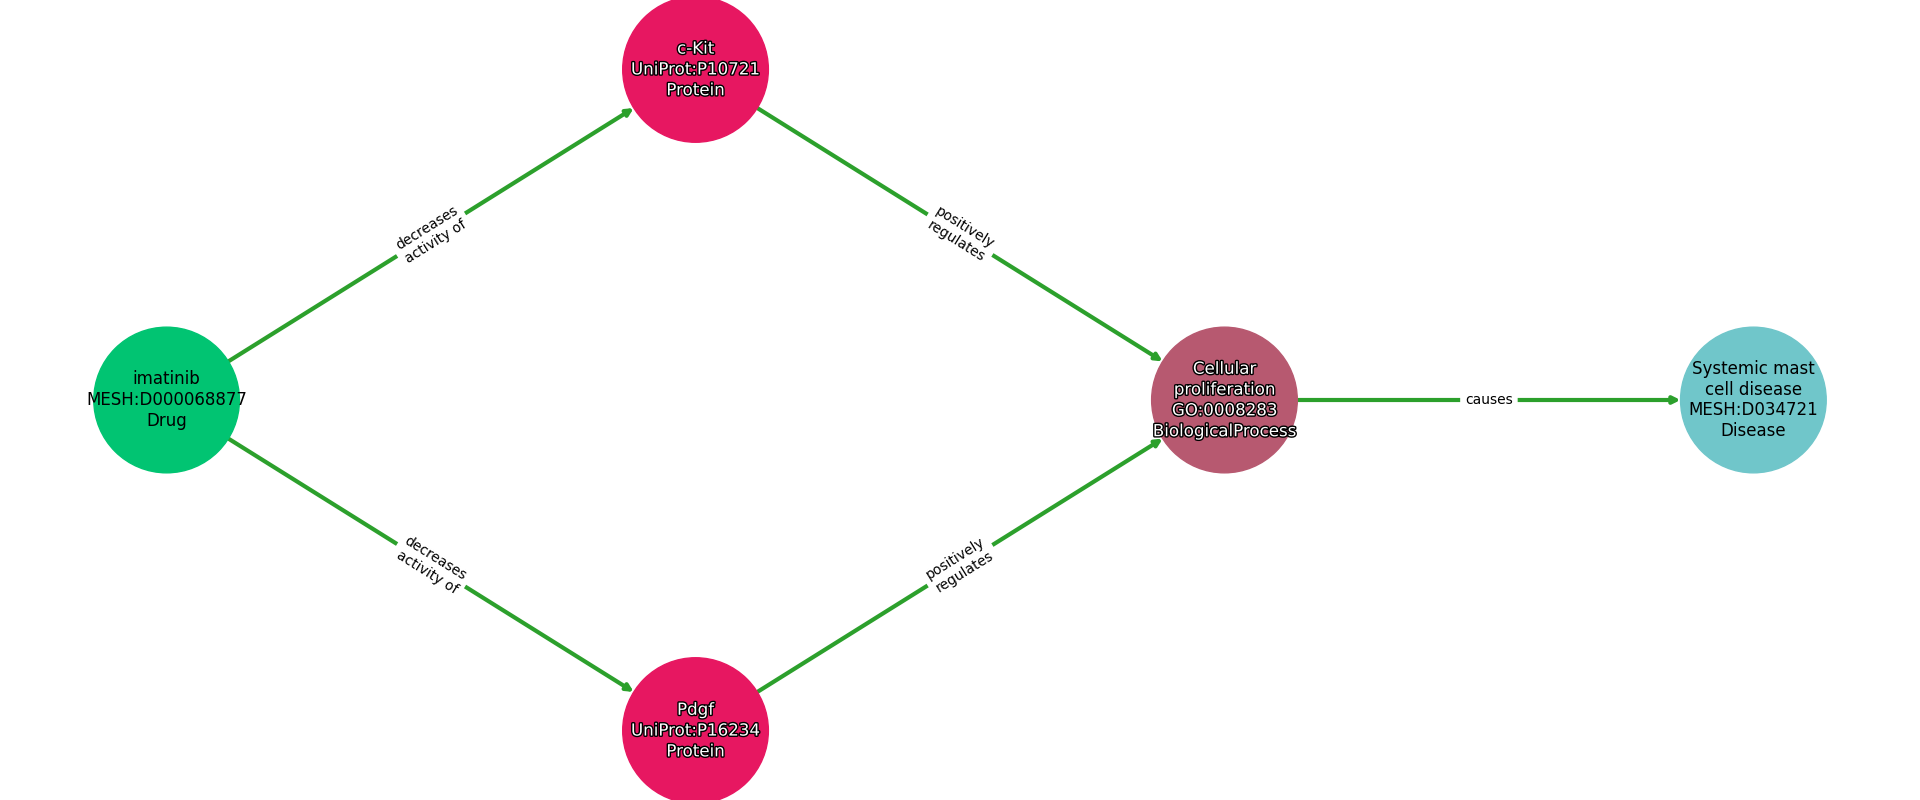 c-Kit
UniProt:P10721
Protein
decreases
activity of
positively
regulates
imatinib
MESH:D000068877
Drug
Cellular
proliferation
GO:0008283
BiologicalProcess
causes
Systemic mast
cell disease
MESH:D034721
Disease
decreases
activity of
positively
regulates
Pdgf
UniProt:P16234
Protein